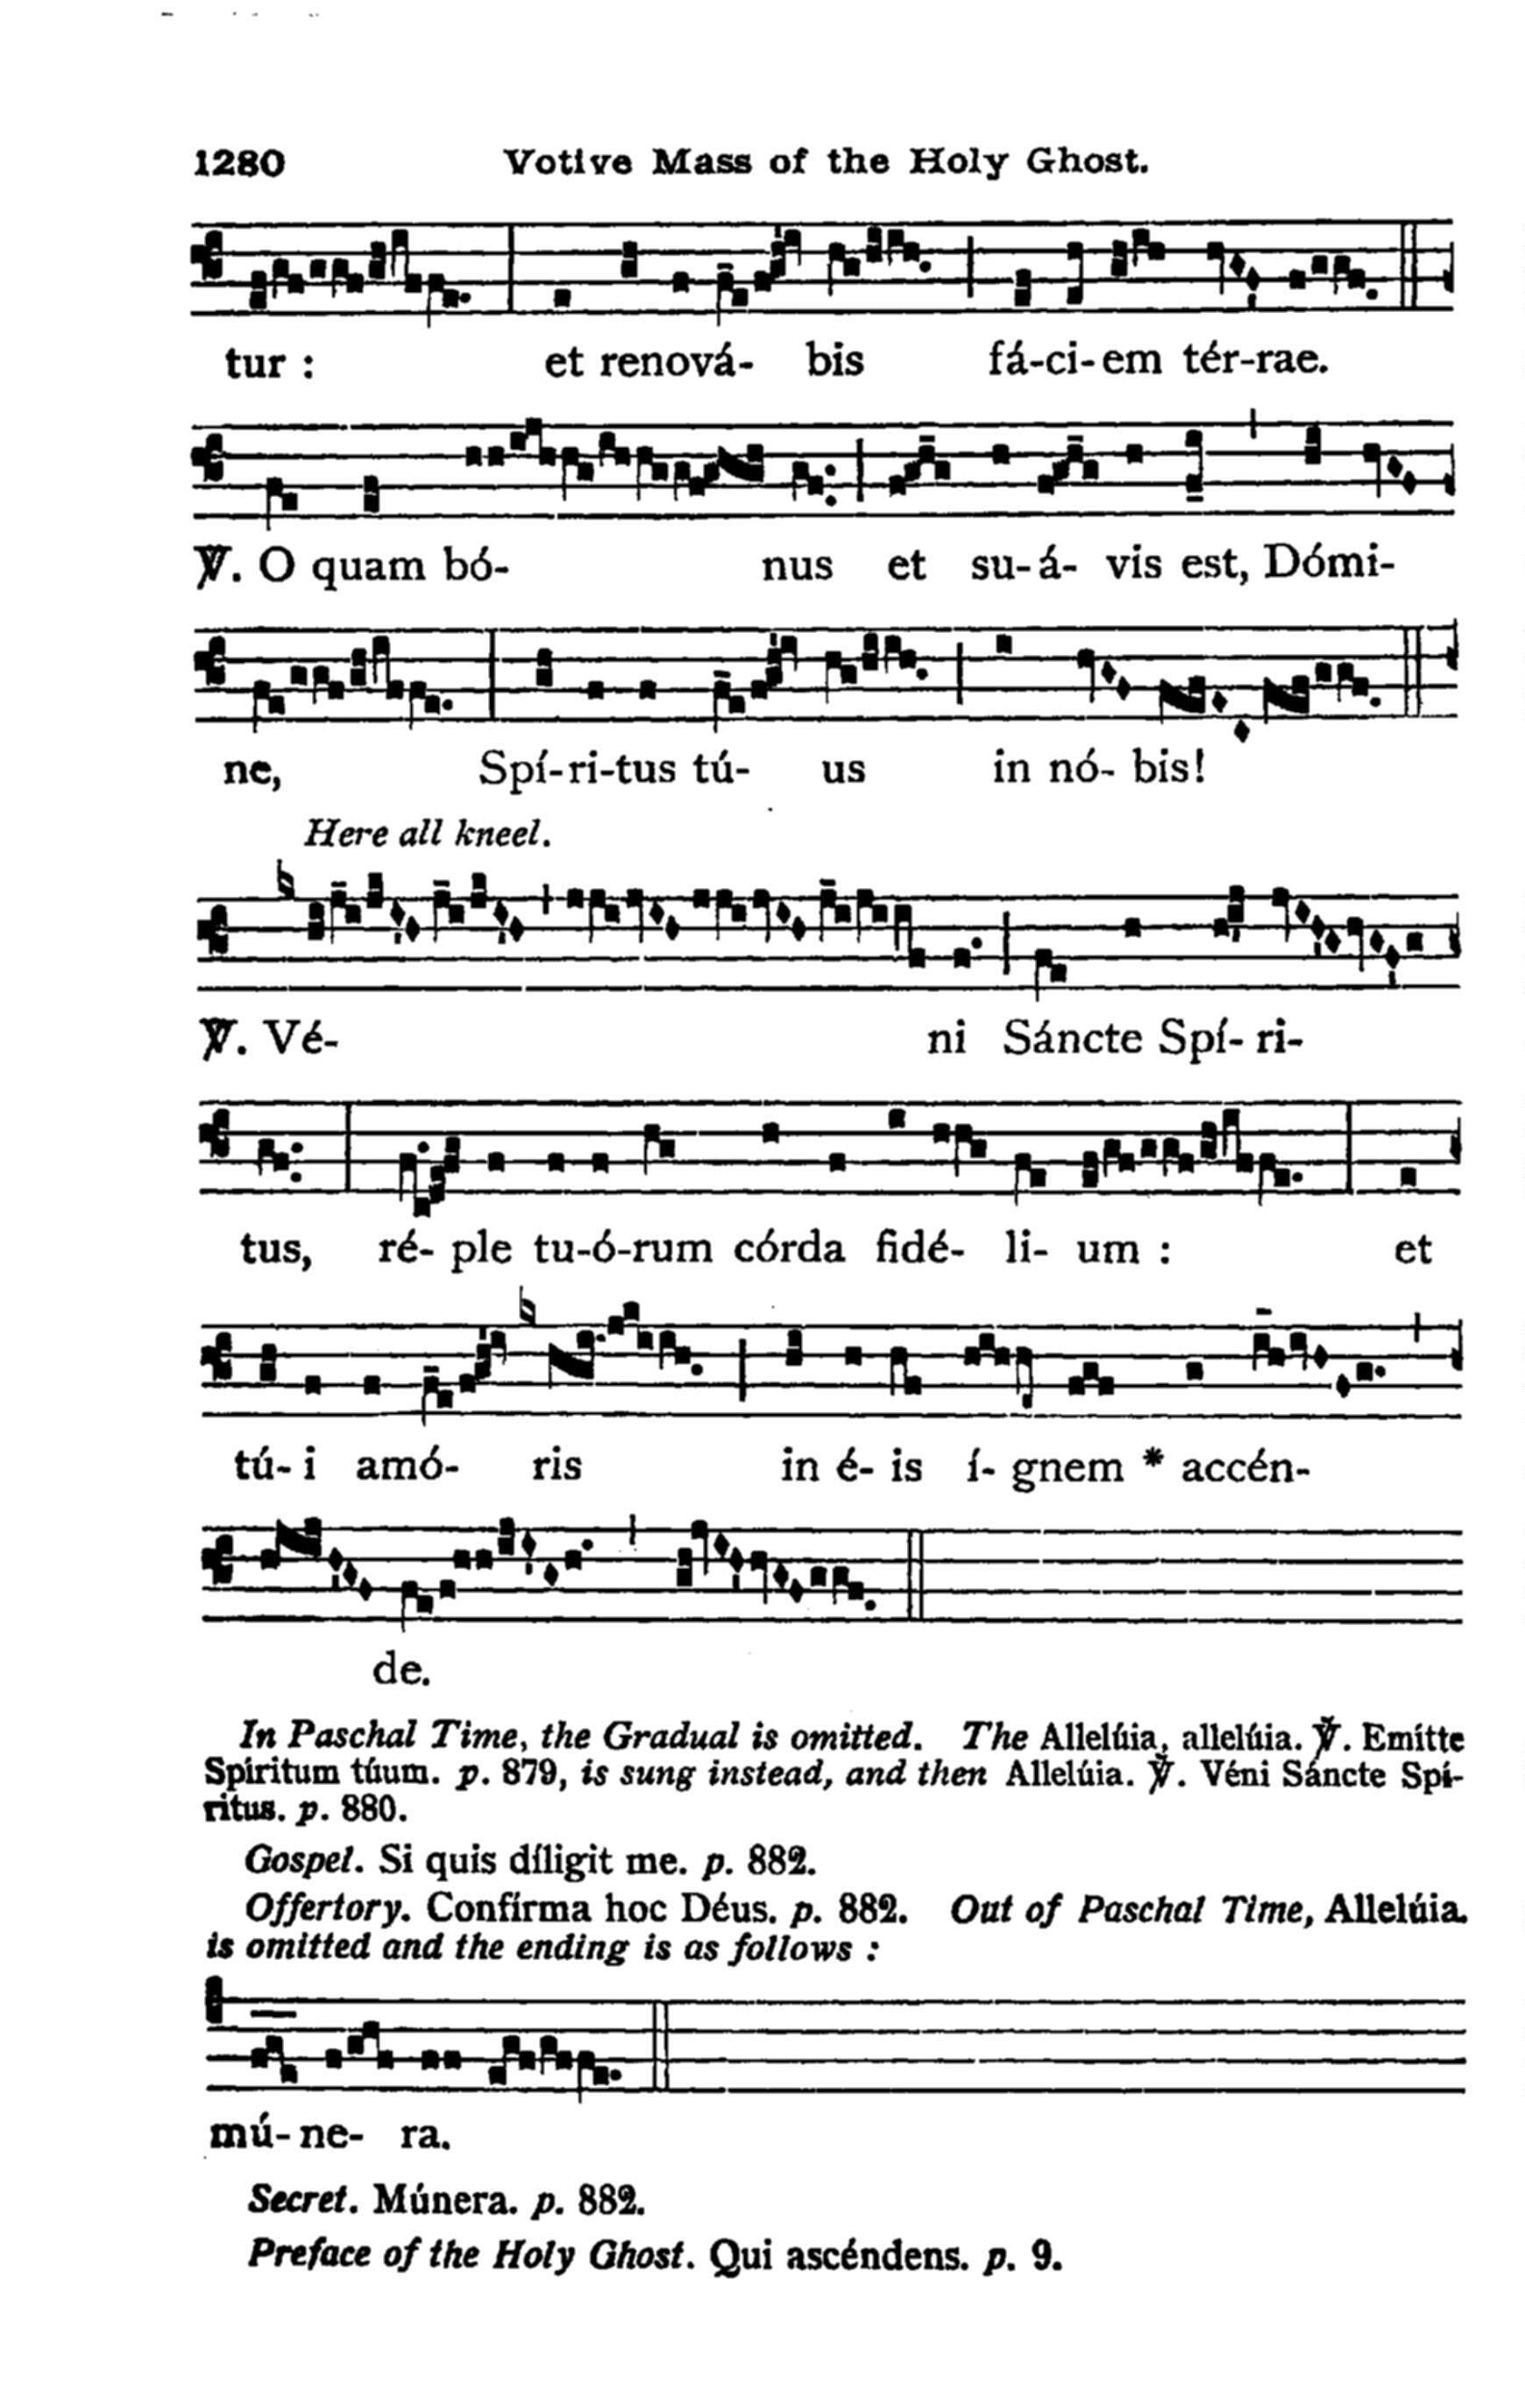 1280 Votive Mass of the Holy Ghost.
tur : et renová- bis fá-ci-em tér-rae.
℣. O quam bó- nus et su-á- vis est, Dómi-
ne, Spí-ri-tus tú- us in nó- bis!
Here all kneel.
℣. Vé- ni Sáncte Spí- ri-
tus, ré- ple tu-ó-rum córda fidé- li- um : et
tú- i amó- ris in é- is í- gnem * accén-
de.
In Paschal Time, the Gradual is omitted. The Allelúia, allelúia. ℣. Emítte
Spíritum túum. p. 879, is sung instead, and then Allelúia. ℣. Véni Sáncte Spí-
ritus. p. 880.
Gospel. Si quis díligit me. p. 882.
Offertory. Confírma hoc Déus. p. 882. Out of Paschal Time, Allelúia.
is omitted and the ending is as follows :
mú- ne- ra.
Secret. Múnera. p. 882.
Preface of the Holy Ghost. Qui ascéndens. p. 9.